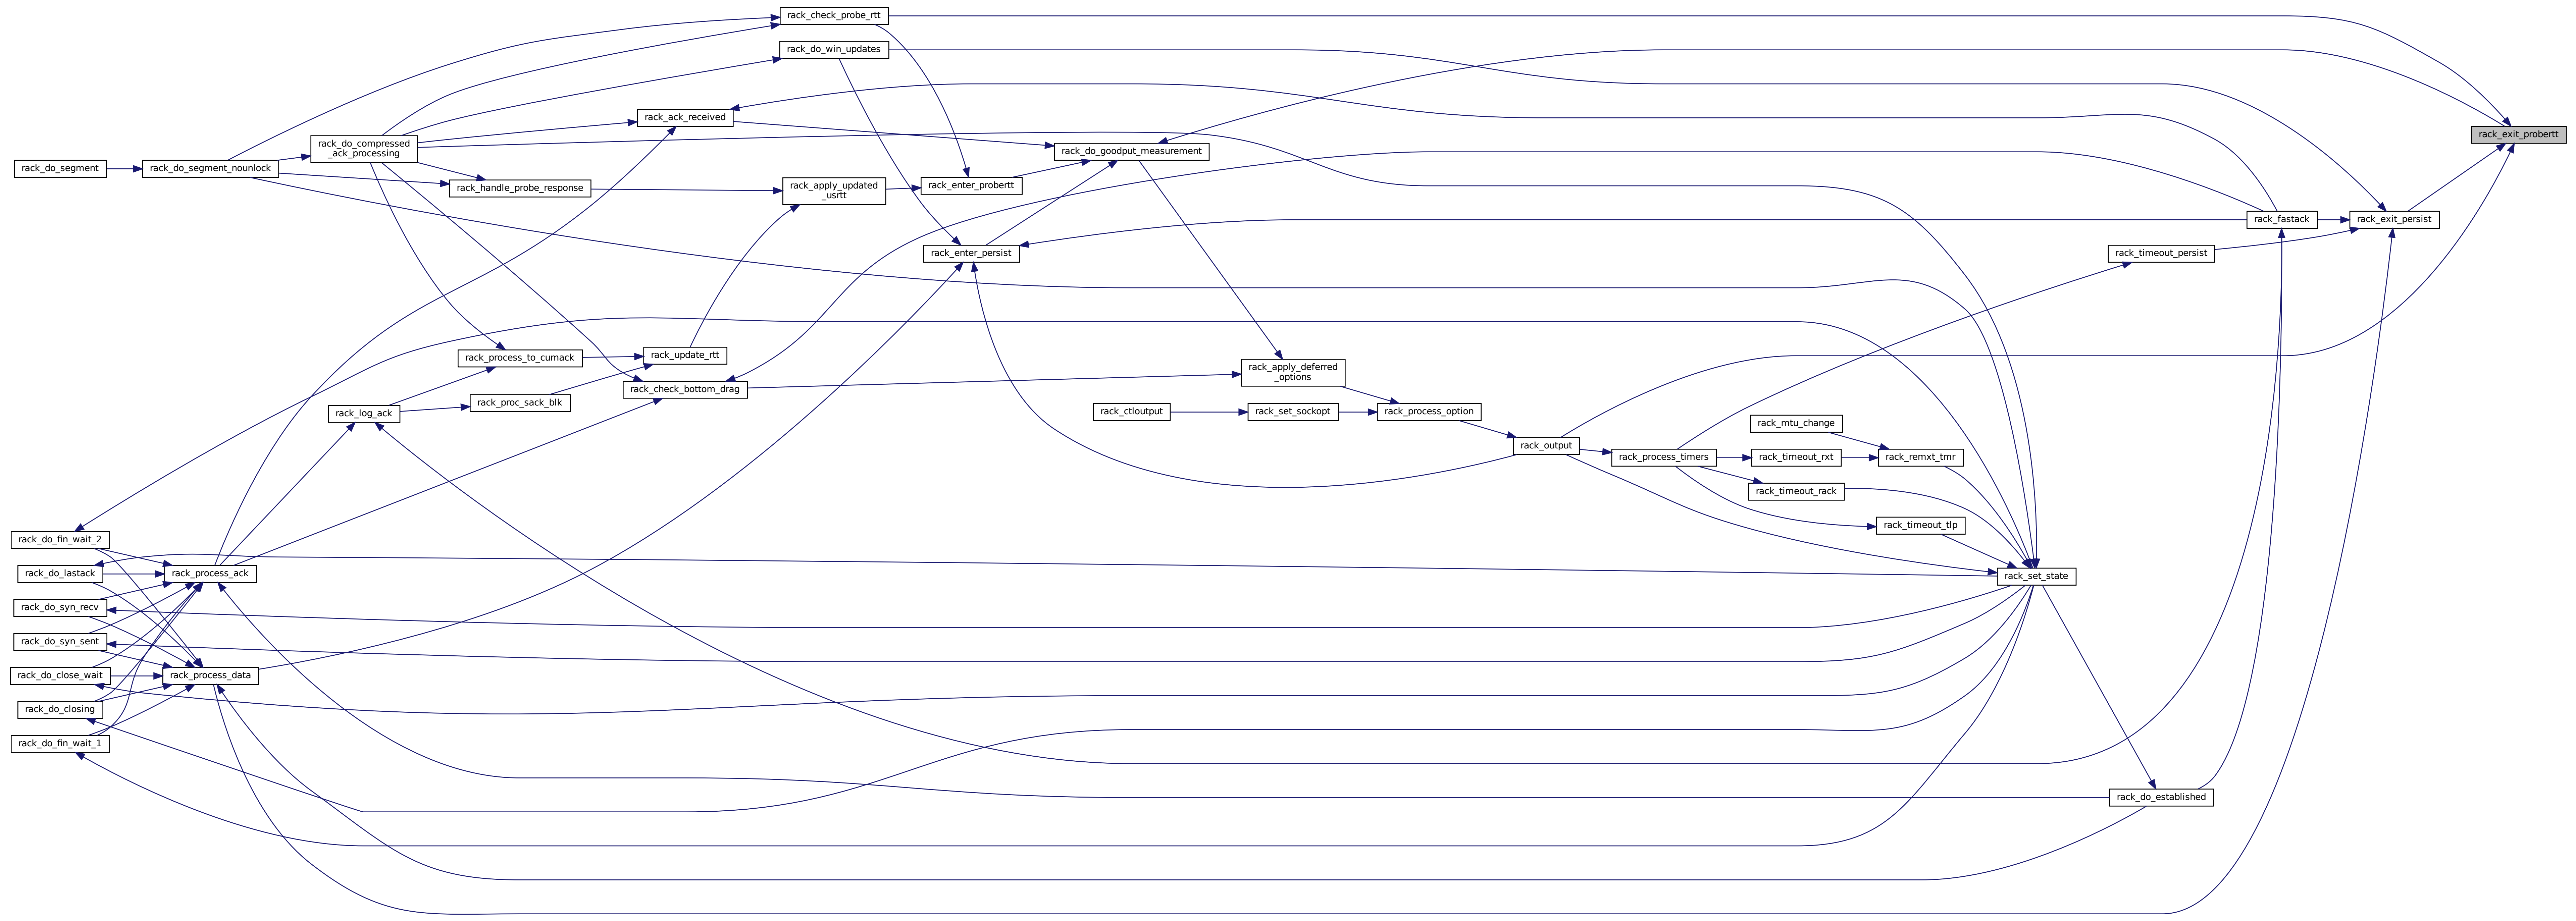 rack_check_probe_rtt
rack_do_win_updates
rack_ack_received
rack_exit_probertt
rack_do_compressed
_ack_processing
rack_do_goodput_measurement
rack_do_segment
rack_do_segment_nounlock
rack_handle_probe_response
rack_apply_updated
_usrtt
rack_enter_probertt
rack_fastack
rack_exit_persist
rack_enter_persist
rack_timeout_persist
rack_process_to_cumack
rack_update_rtt
rack_check_bottom_drag
rack_apply_deferred
_options
rack_log_ack
rack_proc_sack_blk
rack_ctloutput
rack_set_sockopt
rack_process_option
rack_mtu_change
rack_output
rack_process_timers
rack_timeout_rxt
rack_remxt_tmr
rack_timeout_rack
rack_timeout_tlp
rack_do_fin_wait_2
rack_do_lastack
rack_process_ack
rack_set_state
rack_do_syn_recv
rack_do_syn_sent
rack_do_close_wait
rack_process_data
rack_do_closing
rack_do_fin_wait_1
rack_do_established